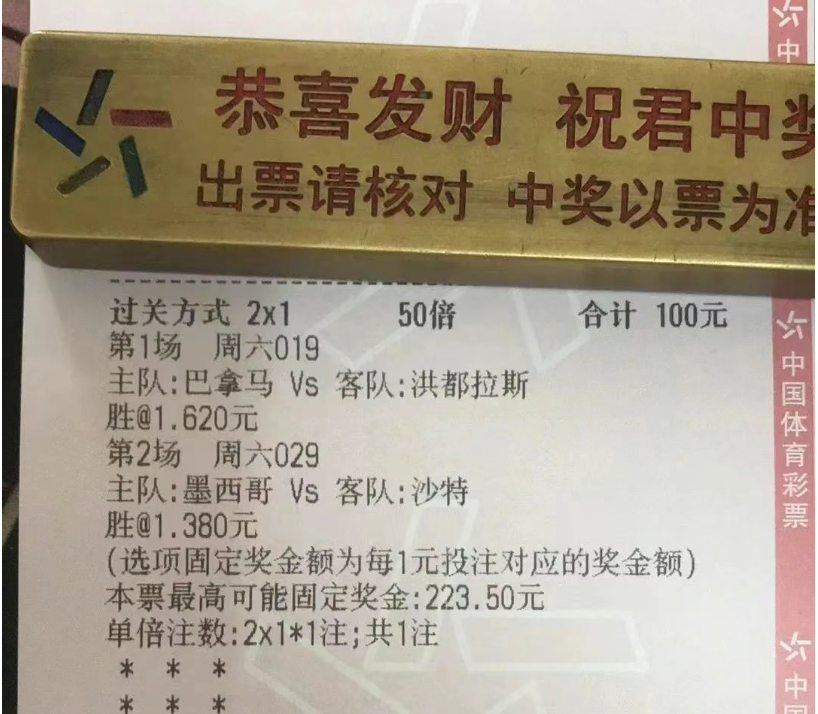 恭喜发财 祝君中奖
出票请核对 中奖以票为准
过关方式 2x1 50倍 合计 100元
第1场 周六019
主队:巴拿马 Vs 客队:洪都拉斯
胜@1.620元
第2场 周六029
主队:墨西哥 Vs 客队:沙特
胜@1.380元
(选项固定奖金额为每1元投注对应的奖金额)
本票最高可能固定奖金:223.50元
单倍注数:2x1*1注;共1注
* * *
* * *
中
中国体育彩票
中国